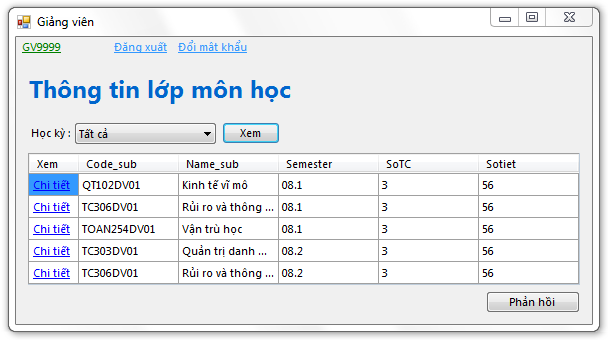 Giảng viên
GV9999 Đăng xuất Đổi mật khẩu
Thông tin lớp môn học
Học kỳ : Tất cả Xem
Xem Code_sub Name_sub Semester SoTC Sotiet
Chi tiết QT102DV01 Kinh tế vĩ mô 08.1 3 56
Chi tiết TC306DV01 Rủi ro và thông ... 08.1 3 56
Chi tiết TOAN254DV01 Vận trù học 08.1 3 56
Chi tiết TC303DV01 Quản trị danh ... 08.2 3 56
Chi tiết TC306DV01 Rủi ro và thông ... 08.2 3 56
Phản hồi